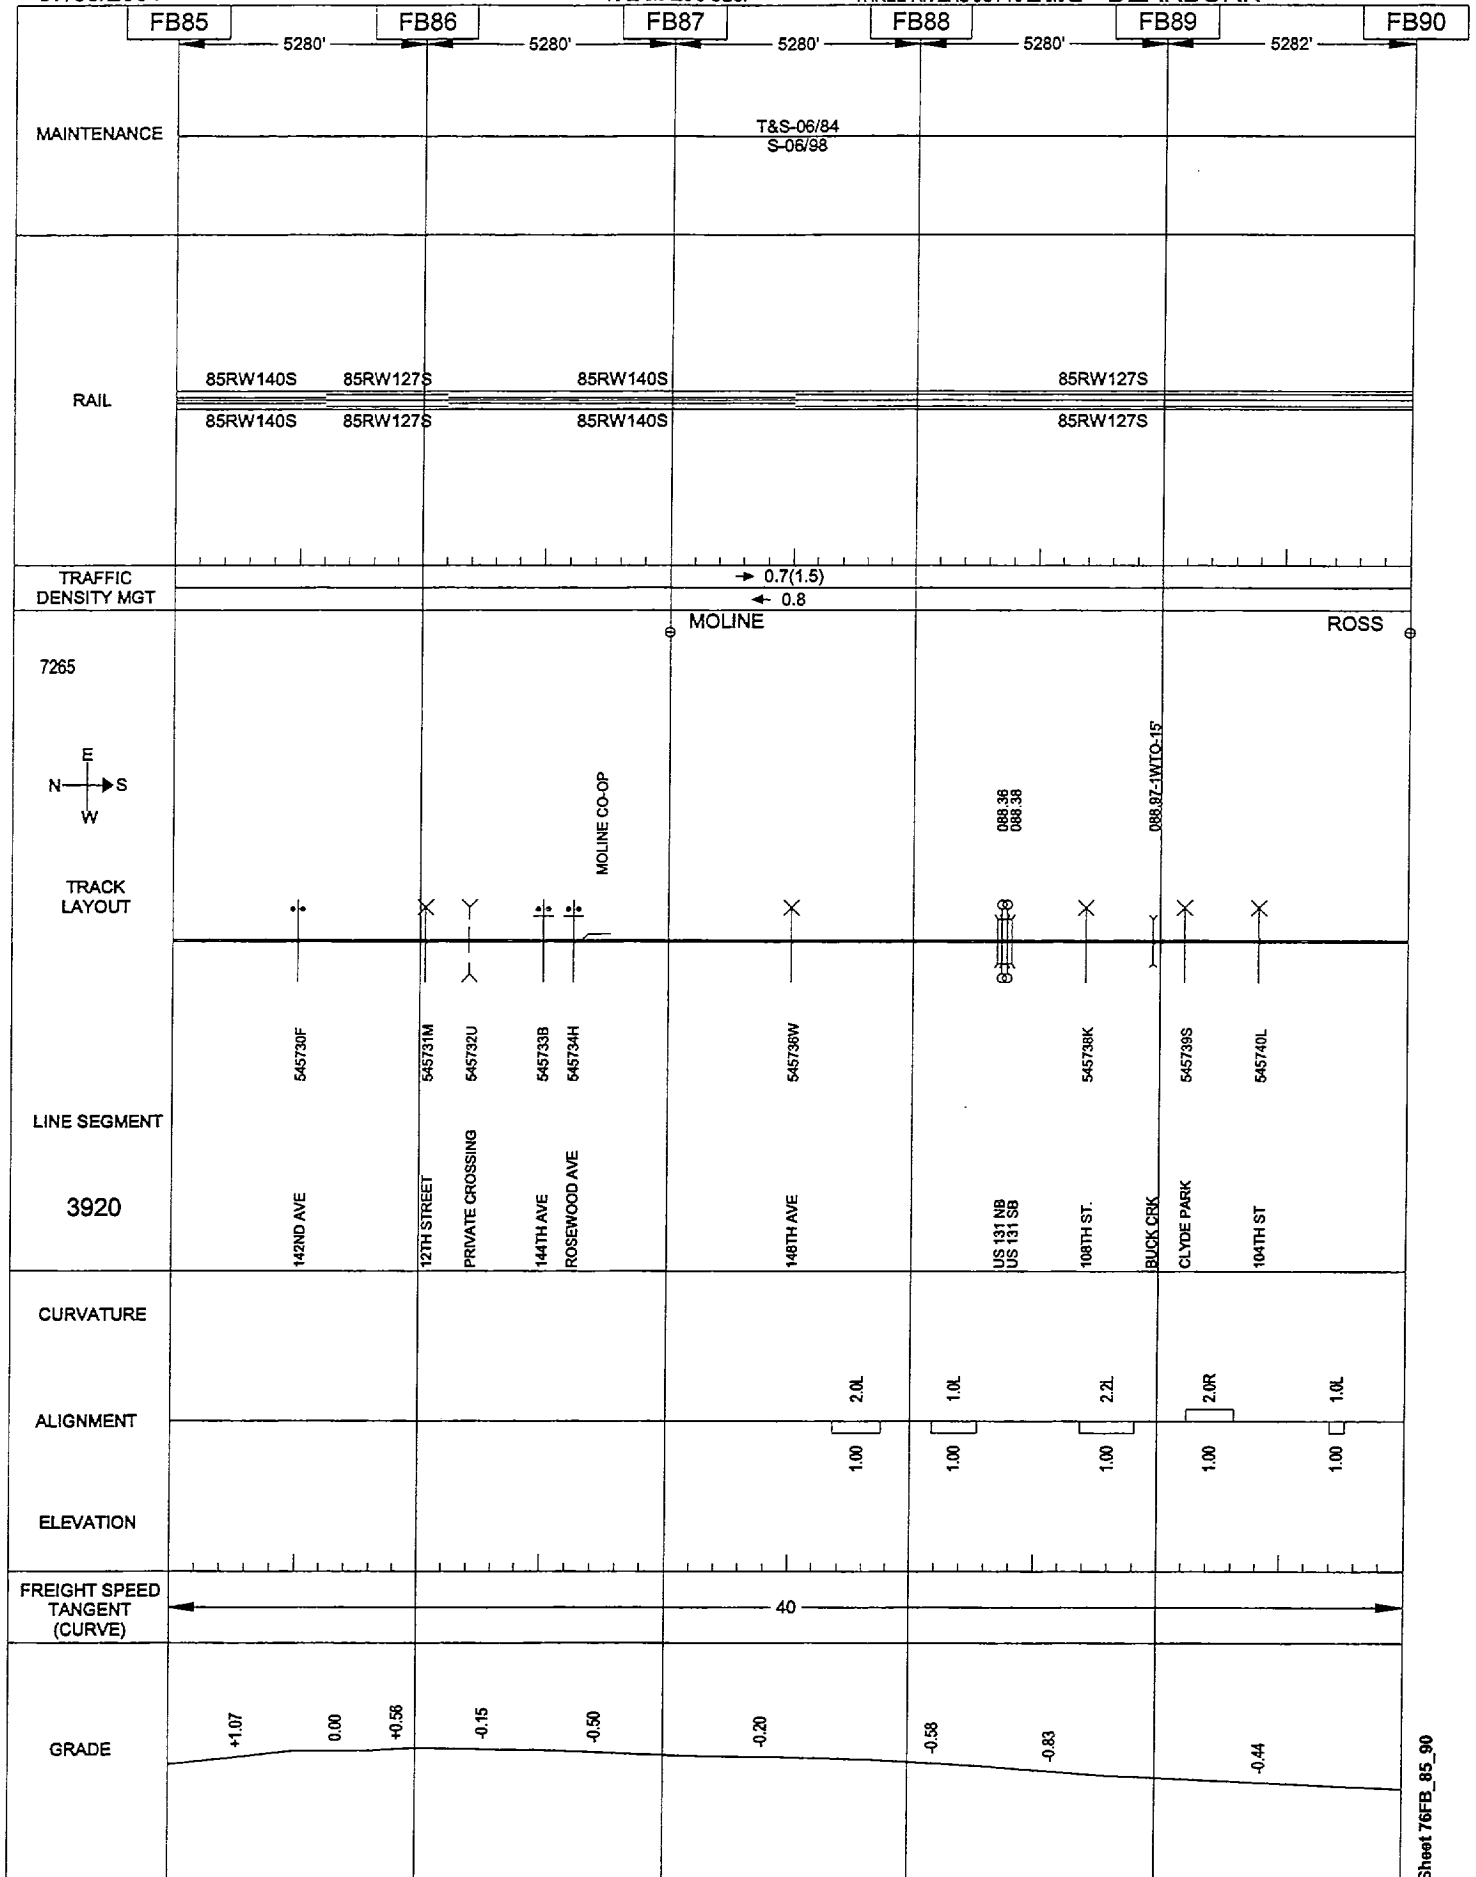 FB85 FB86 FB87 FB88 FB89 FB90
5280' 5280' 5280' 5280' 5282'
MAINTENANCE
T&S-06/84
S-06/98
85RW140S 85RW127S 85RW140S 85RW127S
RAIL
85RW140S 85RW127S 85RW140S 85RW127S
TRAFFIC
DENSITY MGT
0.7(1.5)
0.8
MOLINE
ROSS
7265
E
N S
W
MOLINE CO-OP
088.36
088.38
088.97-1WTO-15'
TRACK
LAYOUT
545730F
545731M
545732U
545733B
545734H
545736W
545738K
545739S
545740L
LINE SEGMENT
3920
142ND AVE
12TH STREET
PRIVATE CROSSING
144TH AVE
ROSEWOOD AVE
146TH AVE
US 131 NB
US 131 SB
108TH ST.
BUCK CRK
CLYDE PARK
104TH ST
CURVATURE
2.0L 1.0L 2.2L 2.0R 1.0L
ALIGNMENT
1.00 1.00 1.00 1.00 1.00
ELEVATION
FREIGHT SPEED
TANGENT
(CURVE)
40
GRADE
+1.07 0.00 +0.56 -0.15 -0.50 -0.20 -0.58 -0.83 -0.44
Sheet 76FB_85_90